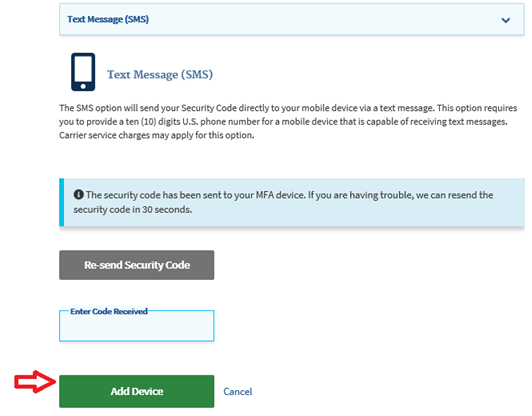 Text Message (SMS)
Text Message (SMS)
The SMS option will send your Security Code directly to your mobile device via a text message. This option requires
you to provide a ten (10) digits U.S. phone number for a mobile device that is capable of receiving text messages.
Carrier service charges may apply for this option.
The security code has been sent to your MFA device. If you are having trouble, we can resend the
security code in 30 seconds.
Re-send Security Code
Enter Code Received
Add Device Cancel